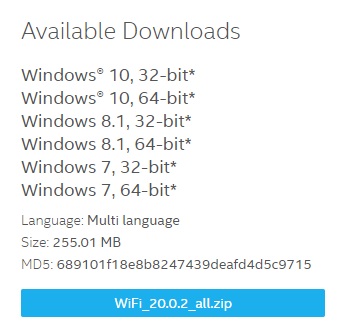 Available Downloads
Windows® 10, 32-bit*
Windows® 10, 64-bit*
Windows 8.1, 32-bit*
Windows 8.1, 64-bit*
Windows 7, 32-bit*
Windows 7, 64-bit*
Language: Multi language
Size: 255.01 MB
MD5: 689101f18e8b8247439deafd4d5c9715
WiFi_20.0.2_all.zip